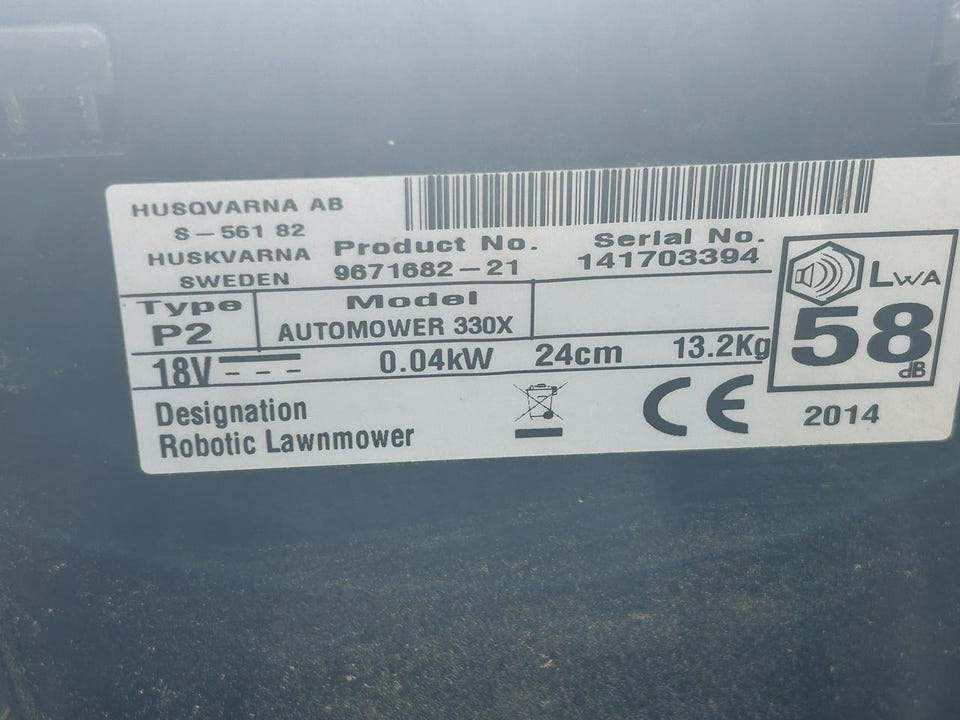 HUSQVARNA AB
S-561 82
HUSKVARNA
SWEDEN
Product No.
9671682-21
Serial No.
141703394
Type
P2
Model
AUTOMOWER 330X
18V
0.04kW
24cm
13.2Kg
LWA
58
dB
Designation
Robotic Lawnmower
CE
2014